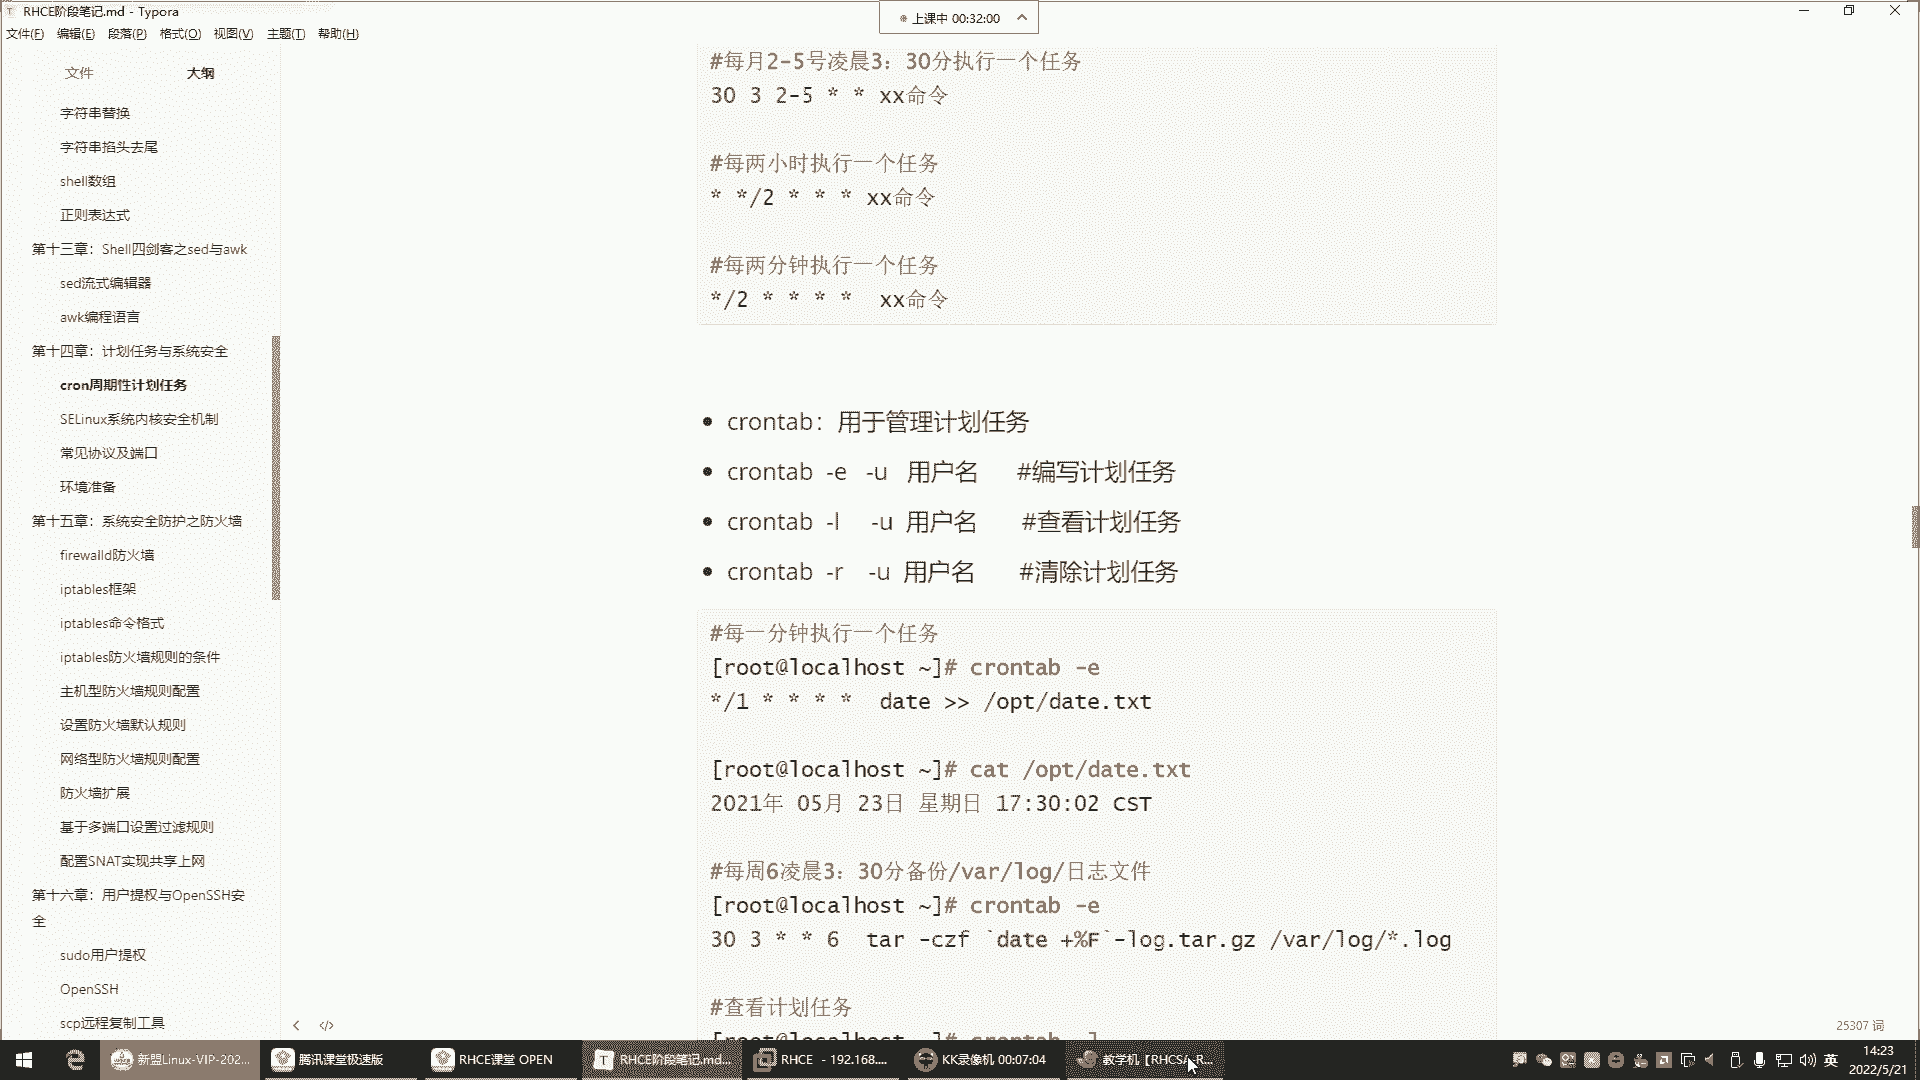 RHCE阶段笔记.md - Typora
上课中 00:32:00
文件(F) 编辑(E) 段落(P) 格式(O) 视图(V) 主题(T) 帮助(H)
文件 大纲
字符串替换
字符串掐头去尾
shell数组
正则表达式
第十三章：Shell四剑客之sed与awk
sed流式编辑器
awk编程语言
第十四章：计划任务与系统安全
cron周期性计划任务
SELinux系统内核安全机制
常见协议及端口
环境准备
第十五章：系统安全防护之防火墙
firewalld防火墙
iptables框架
iptables命令格式
iptables防火墙规则的条件
主机型防火墙规则配置
设置防火墙默认规则
网络型防火墙规则配置
防火墙扩展
基于多端口设置过滤规则
配置SNAT实现共享上网
第十六章：用户提权与OpenSSH安
全
sudo用户提权
OpenSSH
scp远程复制工具
#每月2-5号凌晨3：30分执行一个任务
30 3 2-5 * * xx命令
#每两小时执行一个任务
* */2 * * * xx命令
#每两分钟执行一个任务
*/2 * * * *  xx命令
crontab：用于管理计划任务
crontab -e -u 用户名 #编写计划任务
crontab -l -u 用户名 #查看计划任务
crontab -r -u 用户名 #清除计划任务
#每一分钟执行一个任务
[root@localhost ~]# crontab -e
*/1 * * * *  date >> /opt/date.txt
[root@localhost ~]# cat /opt/date.txt
2021年 05月 23日 星期日 17:30:02 CST
#每周6凌晨3：30分备份/var/log/日志文件
[root@localhost ~]# crontab -e
30 3 * * 6  tar -czf `date +%F`-log.tar.gz /var/log/*.log
#查看计划任务
[root@localhost ~]# crontab -l
25307 词
新盟Linux-VIP-202... 腾讯课堂极速版 RHCE课堂 OPEN RHCE阶段笔记.md... RHCE - 192.168.... KK录像机 00:07:04 教学机【RHCSA-R... 英 14:23
2022/5/21